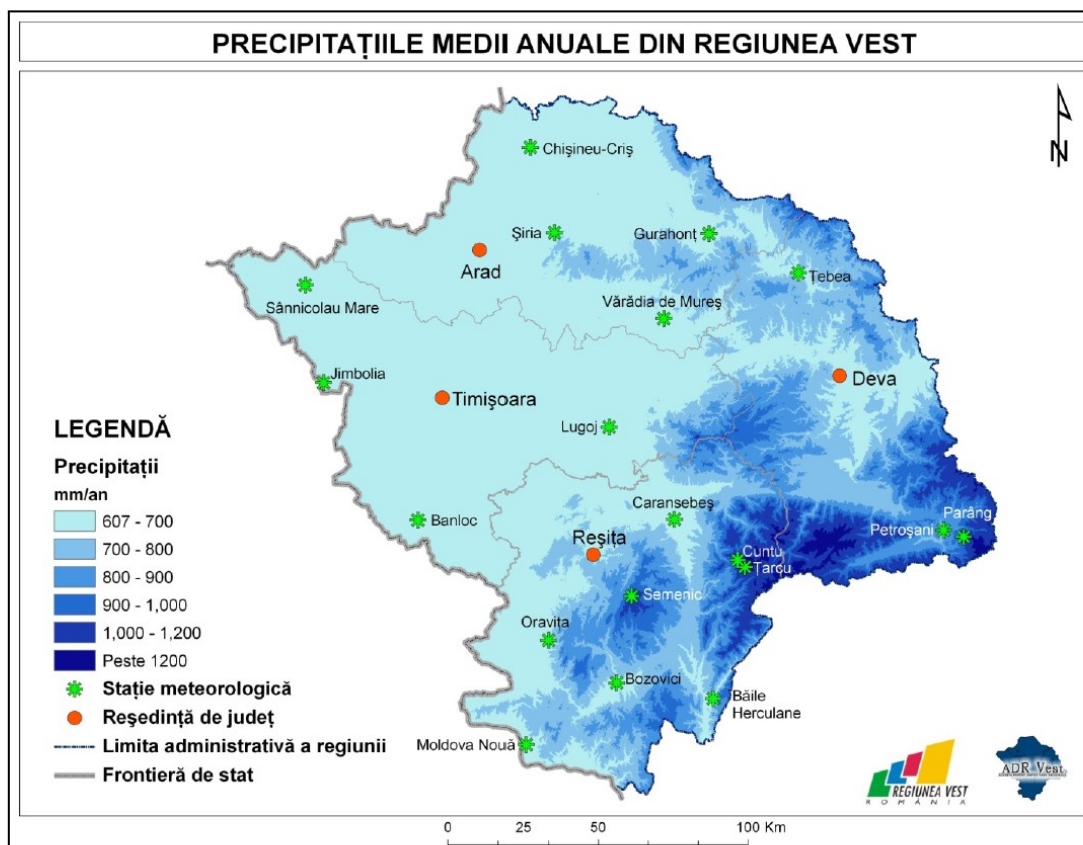 PRECIPITAȚIILE MEDII ANUALE DIN REGIUNEA VEST
N
Chișineu-Criș
Șiria
Gurahonț
Arad
Țebea
Sânnicolau Mare
Vărădia de Mureș
Jimbolia
Deva
Timișoara
Lugoj
Caransebeș
Banloc
Parâng
Petroșani
Reșița
Cuntu
Țarcu
Semenic
Oravița
Bozovici
Băile
Herculane
Moldova Nouă
LEGENDĂ
Precipitații
mm/an
607 - 700
700 - 800
800 - 900
900 - 1,000
1,000 - 1,200
Peste 1200
Stație meteorologică
Reședință de județ
Limita administrativă a regiunii
Frontieră de stat
REGIUNEA VEST
ROMÂNIA
ADR Vest
0 25 50 100 Km